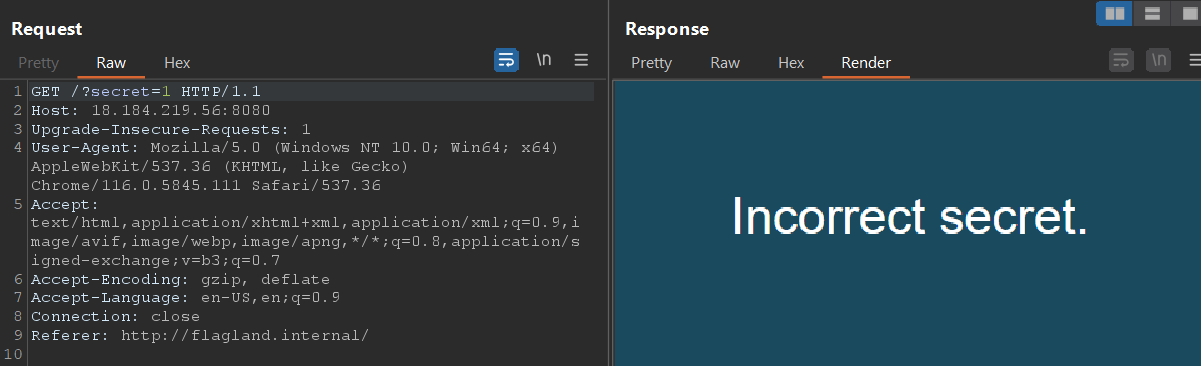 Request
Pretty Raw Hex
\n
1 GET /?secret=1 HTTP/1.1
2 Host: 18.184.219.56:8080
3 Upgrade-Insecure-Requests: 1
4 User-Agent: Mozilla/5.0 (Windows NT 10.0; Win64; x64)
AppleWebKit/537.36 (KHTML, like Gecko)
Chrome/116.0.5845.111 Safari/537.36
5 Accept:
text/html,application/xhtml+xml,application/xml;q=0.9,i
mage/avif,image/webp,image/apng,*/*;q=0.8,application/s
igned-exchange;v=b3;q=0.7
6 Accept-Encoding: gzip, deflate
7 Accept-Language: en-US,en;q=0.9
8 Connection: close
9 Referer: http://flagland.internal/
10
Response
Pretty Raw Hex Render
\n
Incorrect secret.